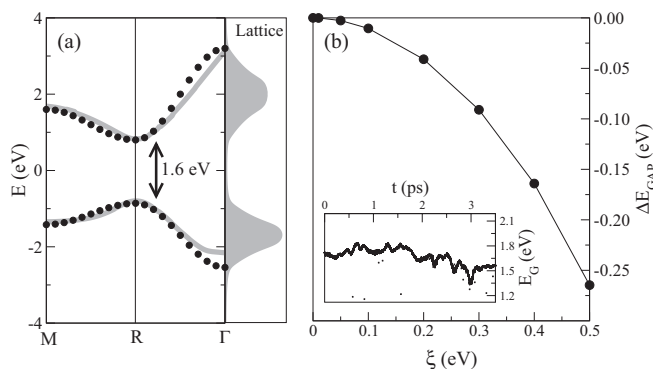 (a)
Lattice
4
2
0
-2
-4
E (eV)
1.6 eV
M
R
Γ
(b)
0.00
-0.05
-0.10
-0.15
-0.20
-0.25
ΔE_GAP (eV)
t (ps)
0
1
2
3
2.1
1.8
1.5
1.2
E_G (eV)
0
0.1
0.2
0.3
0.4
0.5
ξ (eV)